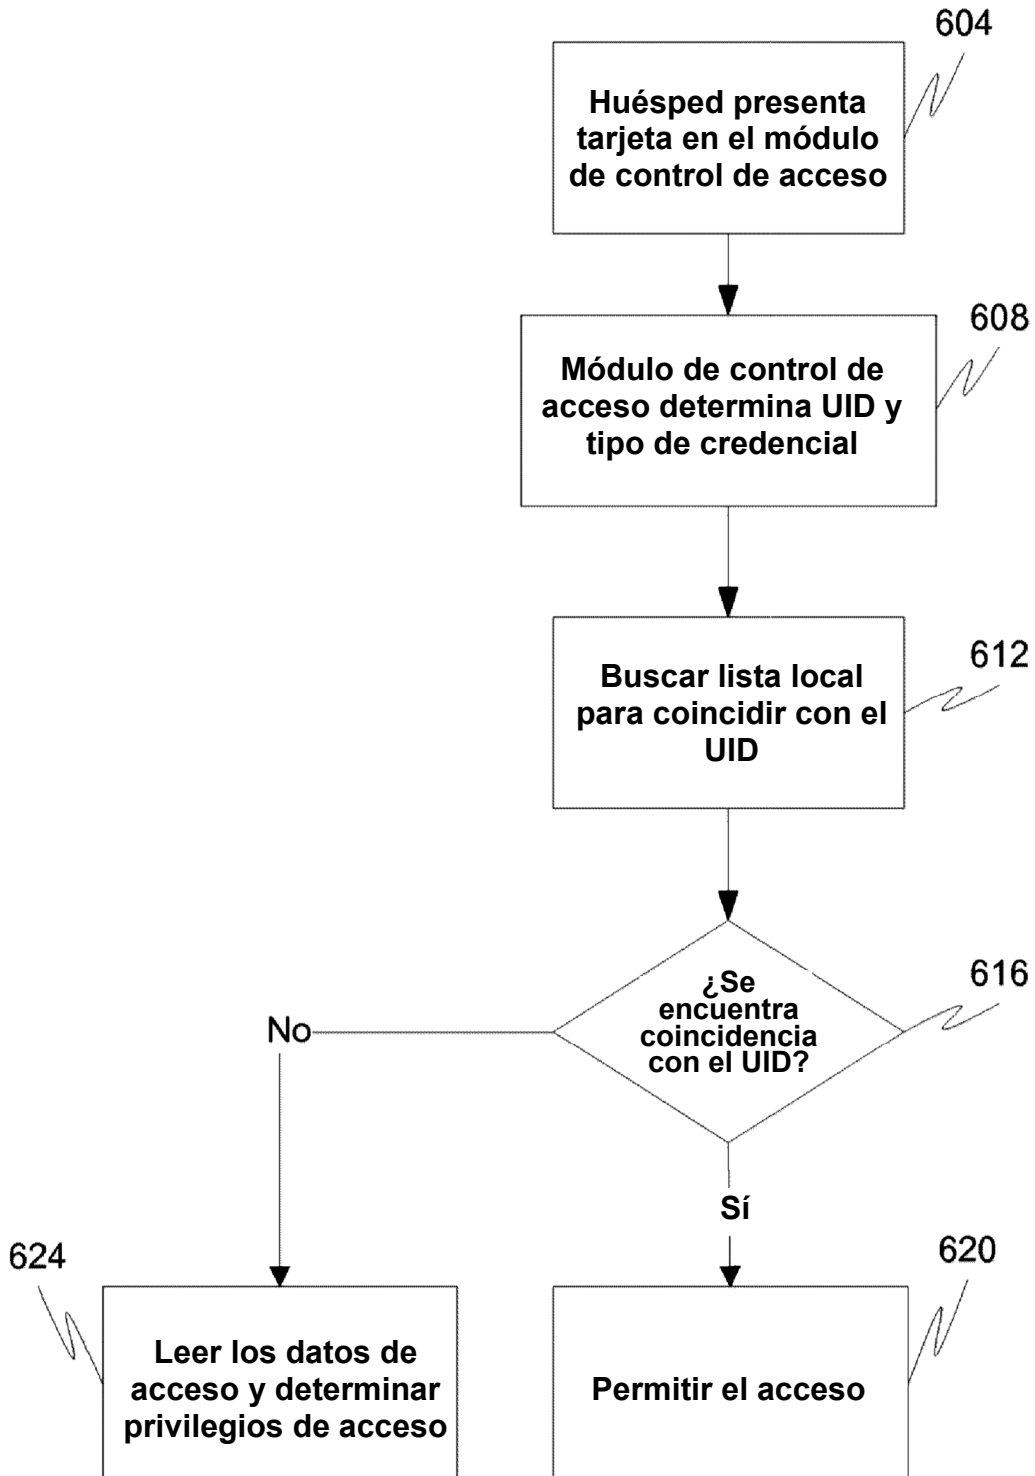 604
Huésped presenta
tarjeta en el módulo
de control de acceso
608
Módulo de control de
acceso determina UID y
tipo de credencial
612
Buscar lista local
para coincidir con el
UID
616
¿Se
encuentra
coincidencia
con el UID?
No
Sí
624
Leer los datos de
acceso y determinar
privilegios de acceso
620
Permitir el acceso